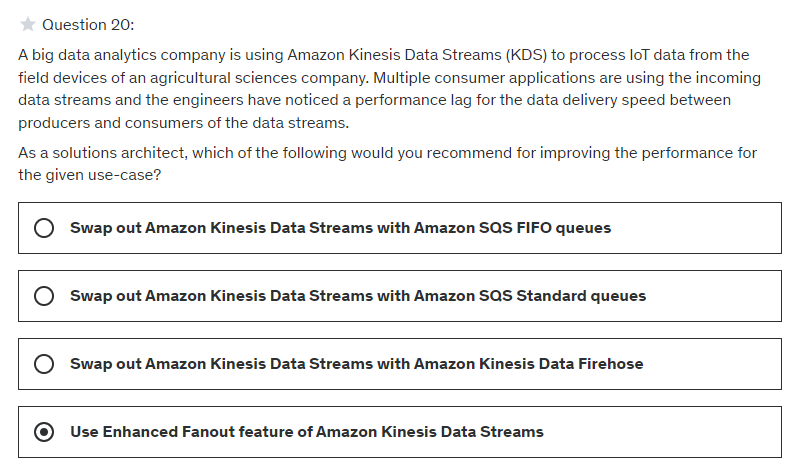 Question 20:
A big data analytics company is using Amazon Kinesis Data Streams (KDS) to process IoT data from the
field devices of an agricultural sciences company. Multiple consumer applications are using the incoming
data streams and the engineers have noticed a performance lag for the data delivery speed between
producers and consumers of the data streams.
As a solutions architect, which of the following would you recommend for improving the performance for
the given use-case?
Swap out Amazon Kinesis Data Streams with Amazon SQS FIFO queues
Swap out Amazon Kinesis Data Streams with Amazon SQS Standard queues
Swap out Amazon Kinesis Data Streams with Amazon Kinesis Data Firehose
Use Enhanced Fanout feature of Amazon Kinesis Data Streams